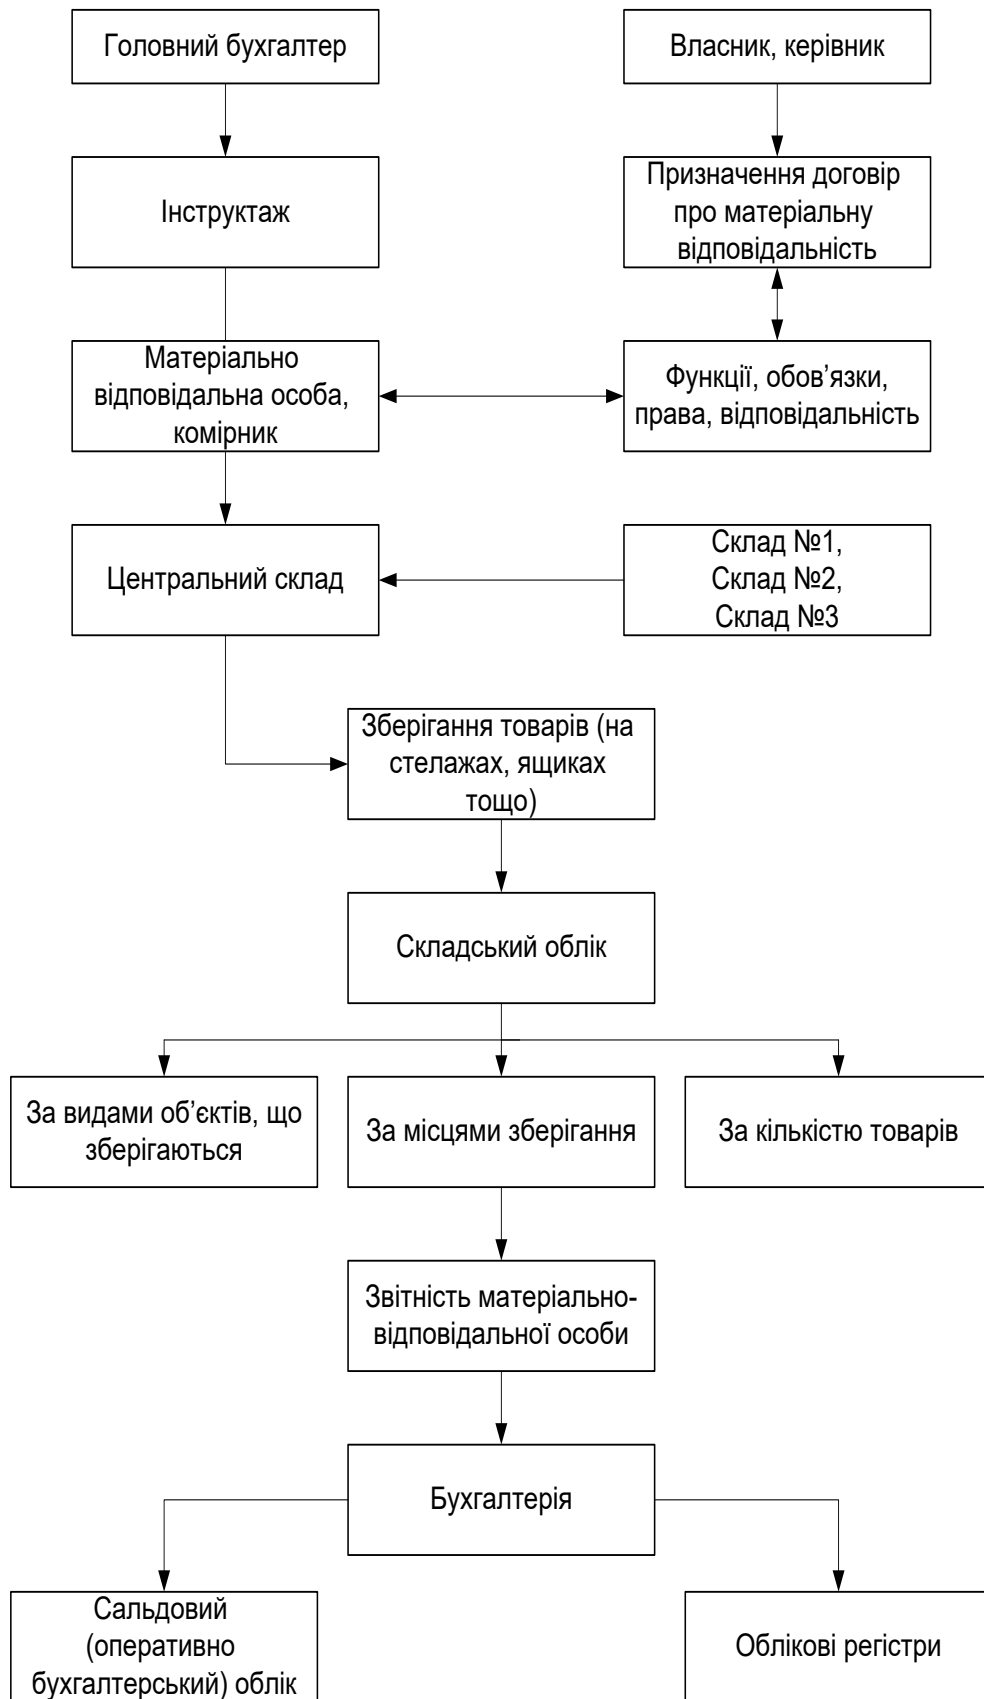 Головний бухгалтер
Власник, керівник
Інструктаж
Призначення договір
про матеріальну
відповідальність
Матеріально
відповідальна особа,
комірник
Функції, обов’язки,
права, відповідальність
Центральний склад
Склад №1,
Склад №2,
Склад №3
Зберігання товарів (на
стелажах, ящиках
тощо)
Складський облік
За видами об’єктів, що
зберігаються
За місцями зберігання
За кількістю товарів
Звітність матеріально-
відповідальної особи
Бухгалтерія
Сальдовий
(оперативно
бухгалтерський) облік
Облікові регістри